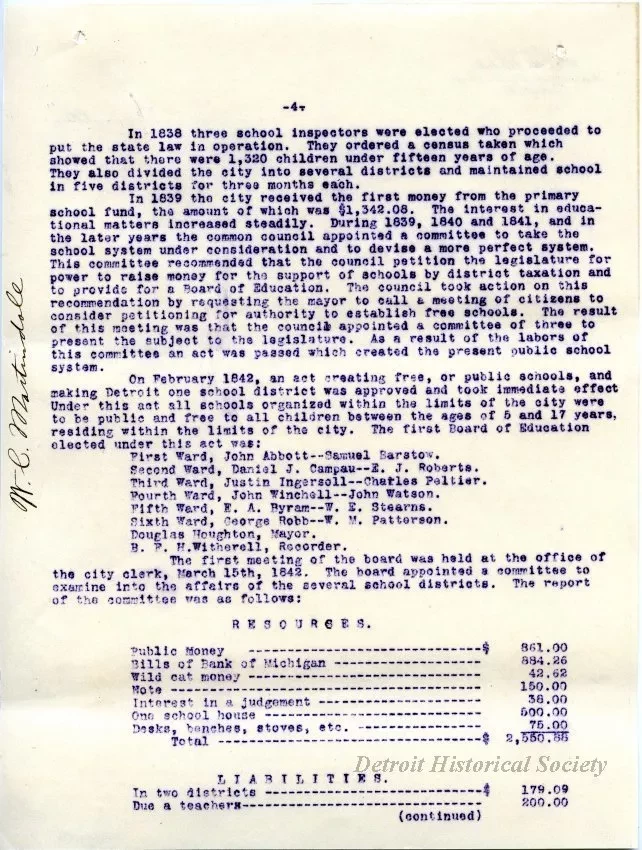 -4-
In 1838 three school inspectors were elected who proceeded to
put the state law in operation. They ordered a census taken which
showed that there were 1,320 children under fifteen years of age.
They also divided the city into several districts and maintained school
in five districts for three months each.
In 1839 the city received the first money from the primary
school fund, the amount of which was $1,342.08. The interest in educa-
tional matters increased steadily. During 1839, 1840 and 1841, and in
the later years the common council appointed a committee to take the
school system under consideration and to devise a more perfect system.
This committee recommended that the council petition the legislature for
power to raise money for the support of schools by district taxation and
to provide for a Board of Education. The council took action on this
recommendation by requesting the mayor to call a meeting of citizens to
consider petitioning for authority to establish free schools. The result
of this meeting was that the council appointed a committee of three to
present the subject to the legislature. As a result of the labors of
this committee an act was passed which created the present public school
system.
On February 1842, an act creating free, or public schools, and
making Detroit one school district was approved and took immediate effect
Under this act all schools organized within the limits of the city were
to be public and free to all children between the ages of 5 and 17 years,
residing within the limits of the city. The first Board of Education
elected under this act was:
First Ward, John Abbott--Samuel Barstow.
Second Ward, Daniel J. Campau--E. J. Roberts.
Third Ward, Justin Ingersoll--Charles Peltier.
Fourth Ward, John Winchell--John Watson.
Fifth Ward, E. A. Byram--W. E. Stearns.
Sixth Ward, George Robb--W. M. Patterson.
Douglas Houghton, Mayor.
B. F. H.Witherell, Recorder.
The first meeting of the board was held at the office of
the city clerk, March 15th, 1842. The board appointed a committee to
examine into the affairs of the several school districts. The report
of the committee was as follows:
RESOURCES.
Public Money ---$ 861.00
Bills of Bank of Michigan --- 884.26
Wild cat money --- 42.62
Note --- 150.00
Interest in a judgement --- 38.00
One school house --- 500.00
Desks, benches, stoves, etc. --- 75.00
Total ---$ 2,550.88
Detroit Historical Society
LIABILITIES.
In two districts ---$ 179.09
Due a teachers--- 200.00
(continued)
W. C. Martindale